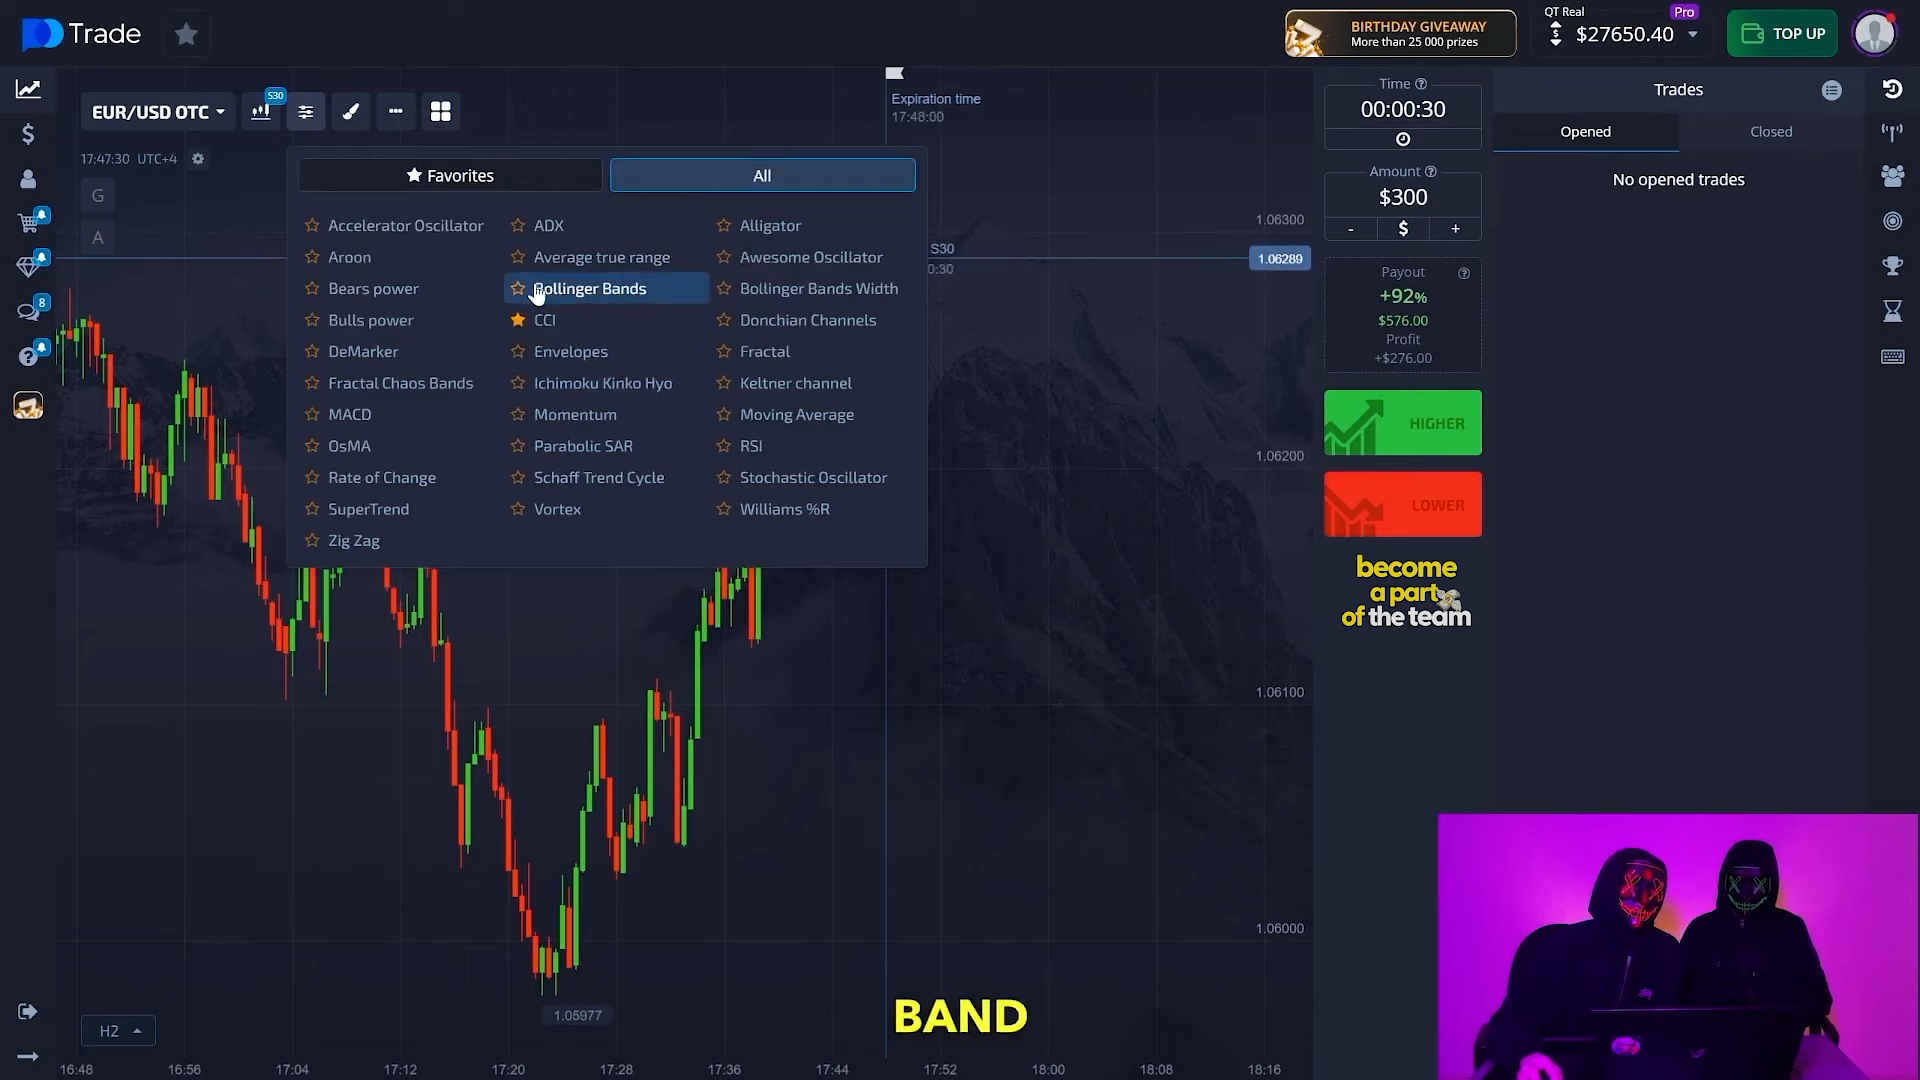 Trade
BIRTHDAY GIVEAWAY
More than 25 000 prizes
QT Real
Pro
$27650.40
TOP UP
EUR/USD OTC
S30
17:47:30 UTC+4
G
A
Expiration time
17:48:00
S30
0:30
Favorites
All
Accelerator Oscillator
ADX
Alligator
Aroon
Average true range
Awesome Oscillator
Bears power
Bollinger Bands
Bollinger Bands Width
Bulls power
CCI
Donchian Channels
DeMarker
Envelopes
Fractal
Fractal Chaos Bands
Ichimoku Kinko Hyo
Keltner channel
MACD
Momentum
Moving Average
OsMA
Parabolic SAR
RSI
Rate of Change
Schaff Trend Cycle
Stochastic Oscillator
SuperTrend
Vortex
Williams %R
Zig Zag
1.06300
1.06289
1.06200
1.06100
1.06000
1.05977
H2
16:48
16:56
17:04
17:12
17:20
17:28
17:36
17:44
17:52
18:00
18:08
18:16
Time
00:00:30
Amount
$300
-
$
+
Payout
+92%
$576.00
Profit
+$276.00
HIGHER
LOWER
become
a part
of the team
Trades
Opened
Closed
No opened trades
8
BAND